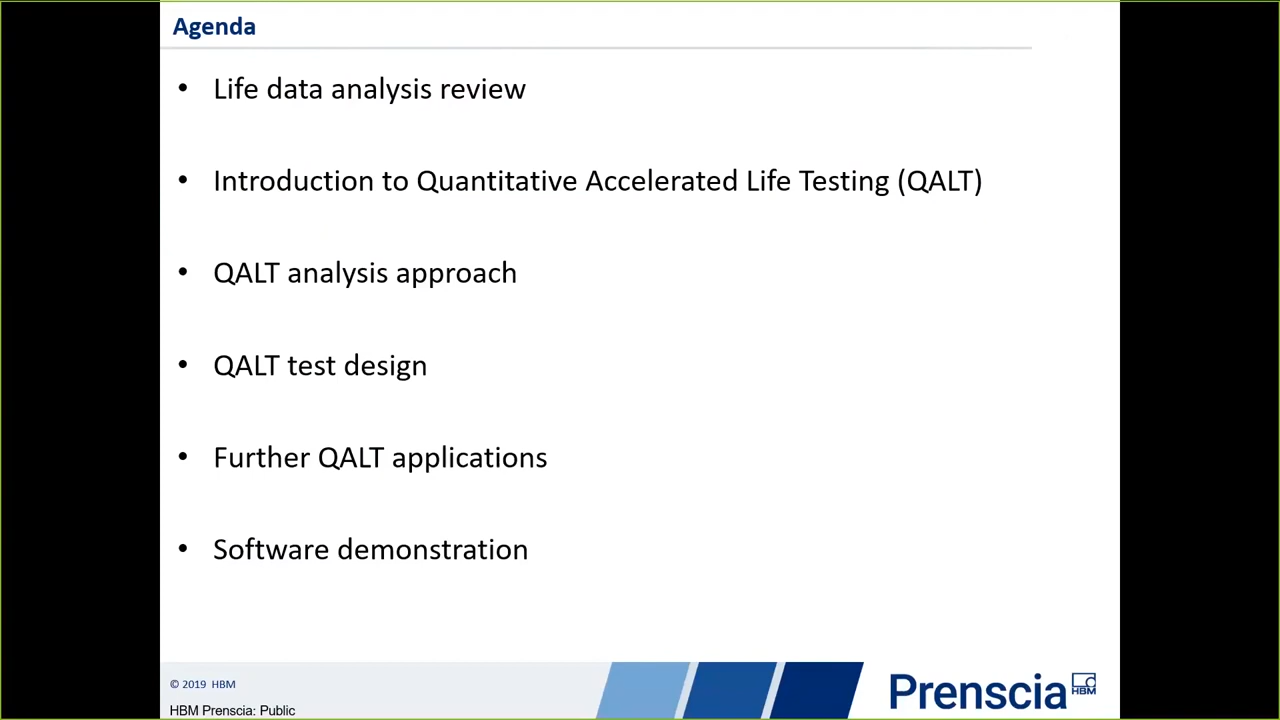 Agenda
• Life data analysis review
• Introduction to Quantitative Accelerated Life Testing (QALT)
• QALT analysis approach
• QALT test design
• Further QALT applications
• Software demonstration
© 2019 HBM
HBM Prenscia: Public
Prenscia HBM